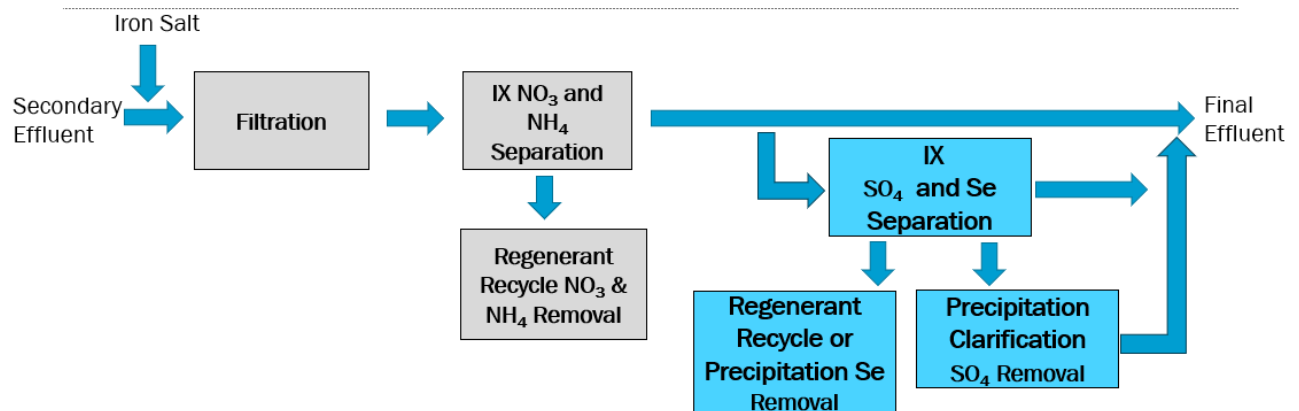 Iron Salt
Secondary
Effluent
Filtration
IX NO₃ and
NH₄
Separation
Final
Effluent
IX
SO₄ and Se
Separation
Regenerant
Recycle NO₃ &
NH₄ Removal
Regenerant
Recycle or
Precipitation Se
Removal
Precipitation
Clarification
SO₄ Removal